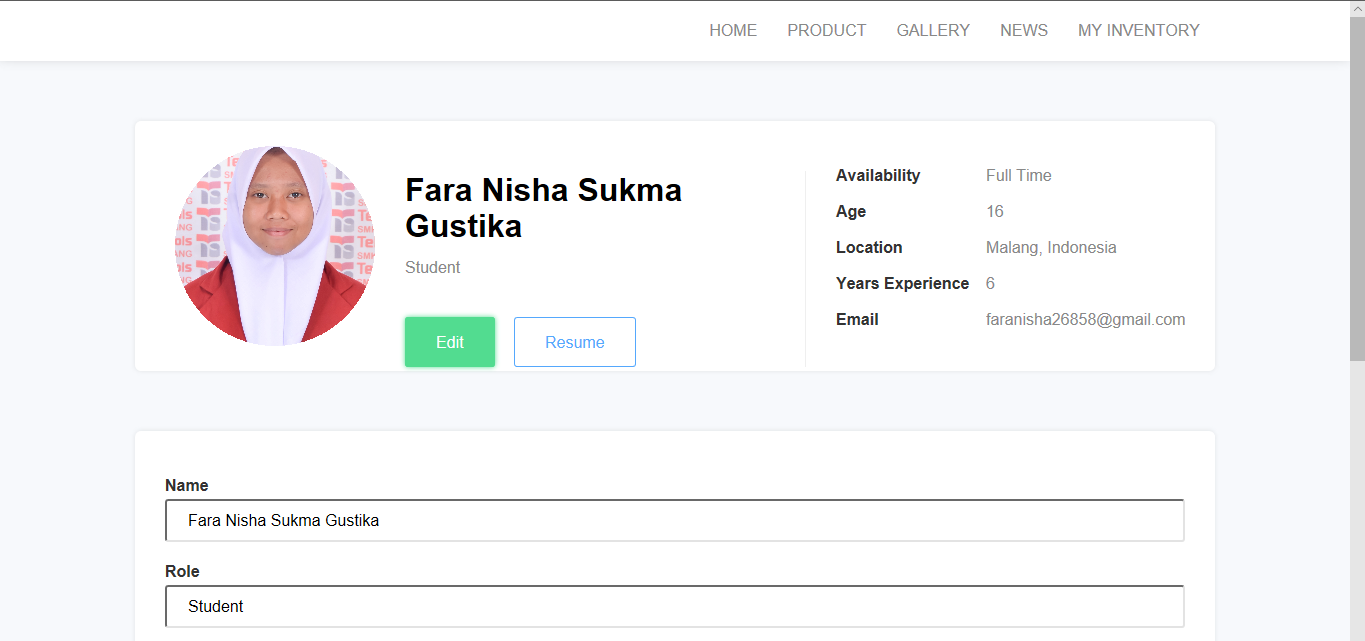 HOME PRODUCT GALLERY NEWS MY INVENTORY
Fara Nisha Sukma
Gustika
Student
Edit Resume
Availability Full Time
Age 16
Location Malang, Indonesia
Years Experience 6
Email faranisha26858@gmail.com
Name
Fara Nisha Sukma Gustika
Role
Student